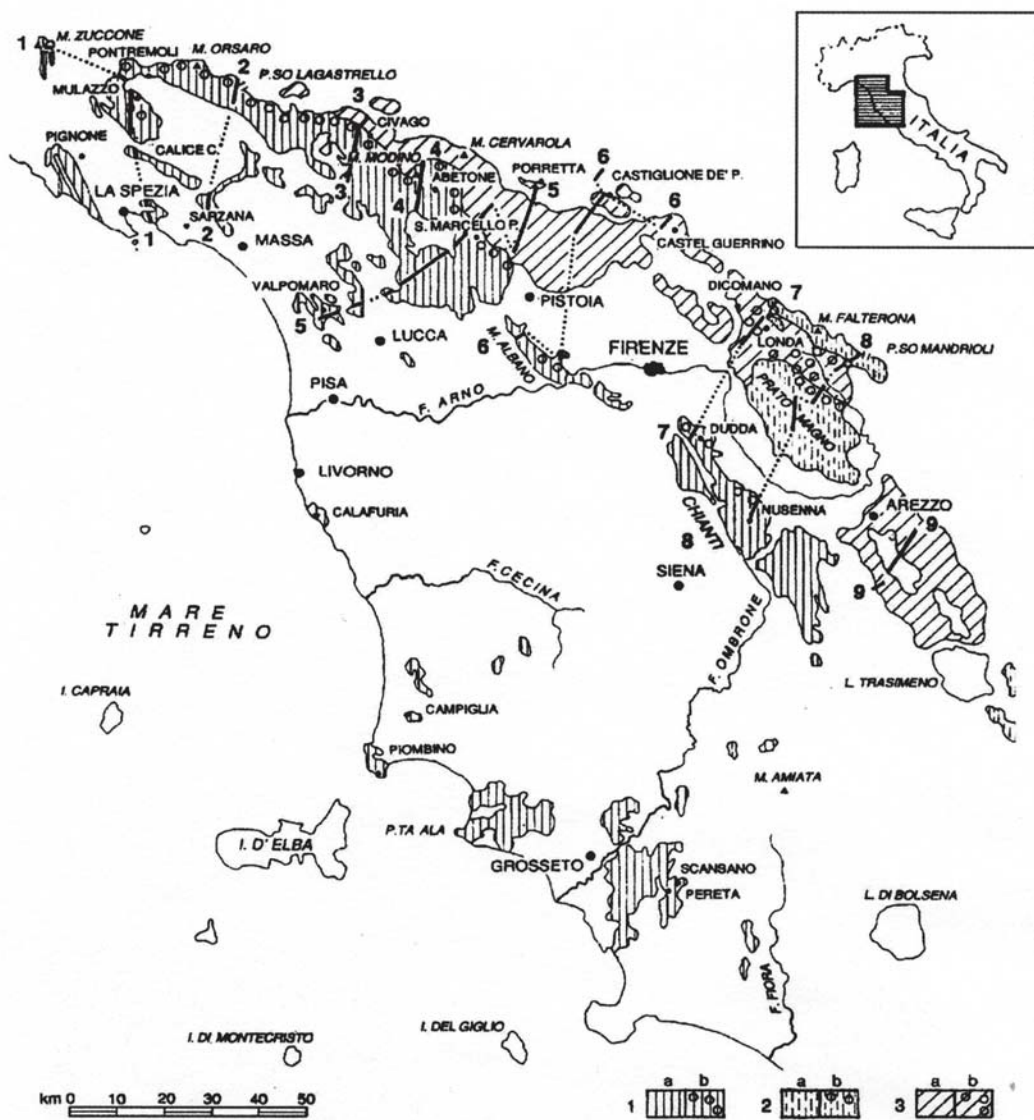 1
M. ZUCCONE
PONTREMOLI
M. ORSARO
2
P.SO LAGASTRELLO
MULAZZO
3
CIVAGO
PIGNONE
CALICE C.
M. MODINO
4
M. CERVAROLA
ABETONE
PORRETTA
5
6
CASTIGLIONE DE' P.
6
LA SPEZIA
SARZANA
1
2
MASSA
3
4
S. MARCELLO P.
CASTEL GUERRINO
VALPOMARO
5
PISTOIA
DICOMANO
7
M. FALTERONA
LONDA
8
P.SO MANDRIOLI
LUCCA
6
M. ALBANO
FIRENZE
PISA
F. ARNO
PRATO MAGNO
7
DUDDA
LIVORNO
CALAFURIA
NUSENNA
AREZZO
9
CHIANTI
8
SIENA
9
F. CECINA
MARE
TIRRENO
F. OMBRONE
I. CAPRAIA
L. TRASIMENO
CAMPIGLIA
PIOMBINO
M. AMIATA
P.TA ALA
I. D' ELBA
GROSSETO
SCANSANO
PERETA
L. DI BOLSENA
F. FIORA
I. DI MONTECRISTO
I. DEL GIGLIO
ITALIA
km 0 10 20 30 40 50
a b a b a b
1 2 3